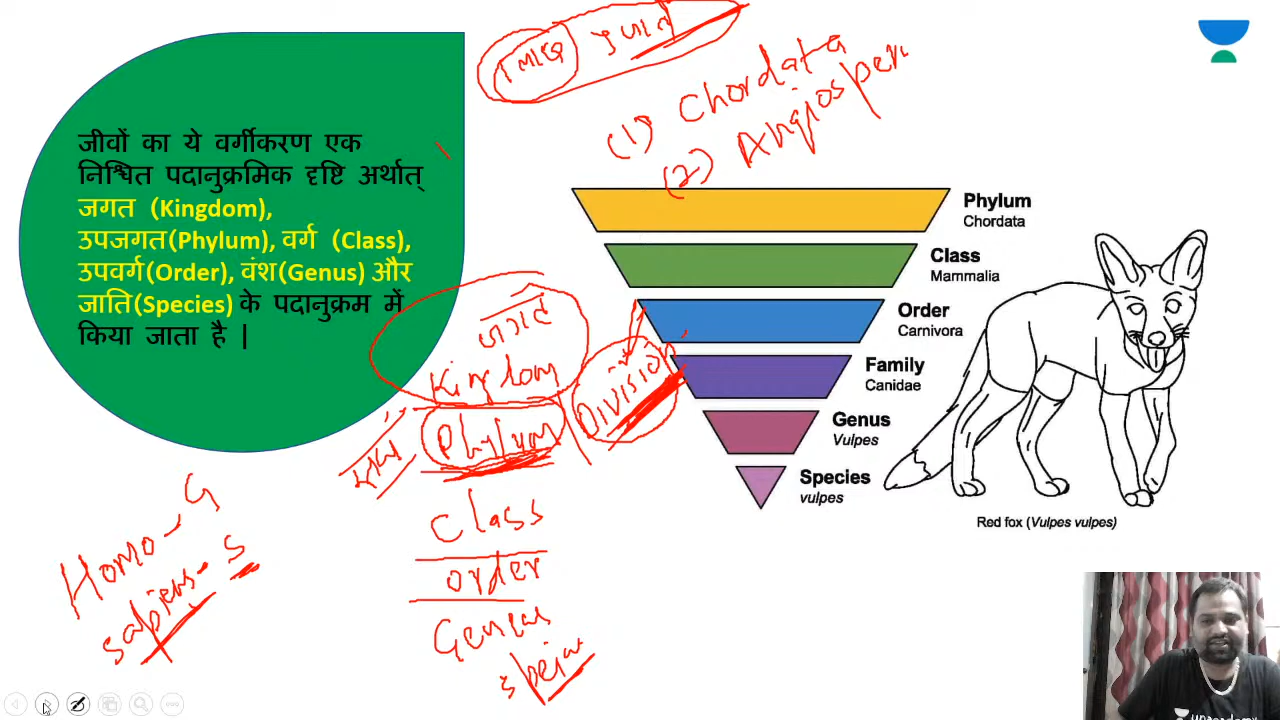 जीवों का ये वर्गीकरण एक
निश्चित पदानुक्रमिक दृष्टि अर्थात्
जगत (Kingdom),
उपजगत(Phylum), वर्ग (Class),
उपवर्ग(Order), वंश(Genus) और
जाति(Species) के पदानुक्रम में
किया जाता है |
(1) Chordata
(2) Angiosper
Phylum
Chordata
Class
Mammalia
Order
Carnivora
Family
Canidae
Genus
Vulpes
Species
vulpes
Red fox (Vulpes vulpes)
जगत
Kingdom
Phylum
Division
Class
order
Genus
Homo - G
sapiens - S